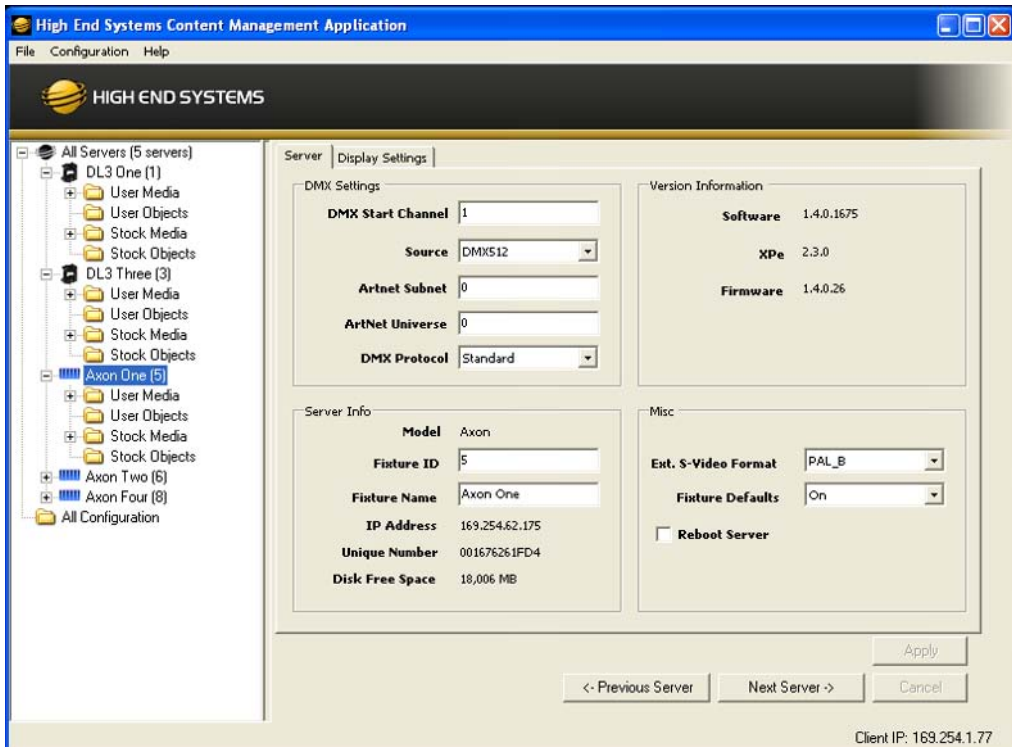 High End Systems Content Management Application
File Configuration Help
HIGH END SYSTEMS
All Servers (5 servers)
DL3 One (1)
User Media
User Objects
Stock Media
Stock Objects
DL3 Three (3)
User Media
User Objects
Stock Media
Stock Objects
Axon One (5)
User Media
User Objects
Stock Media
Stock Objects
Axon Two (6)
Axon Four (8)
All Configuration
Server Display Settings
DMX Settings
DMX Start Channel 1
Source DMX512
Artnet Subnet 0
ArtNet Universe 0
DMX Protocol Standard
Version Information
Software 1.4.0.1675
XPe 2.3.0
Firmware 1.4.0.26
Server Info
Model Axon
Fixture ID 5
Fixture Name Axon One
IP Address 169.254.62.175
Unique Number 001676261FD4
Disk Free Space 18,006 MB
Misc
Ext. S-Video Format PAL_B
Fixture Defaults On
Reboot Server
Apply
<- Previous Server Next Server -> Cancel
Client IP: 169.254.1.77